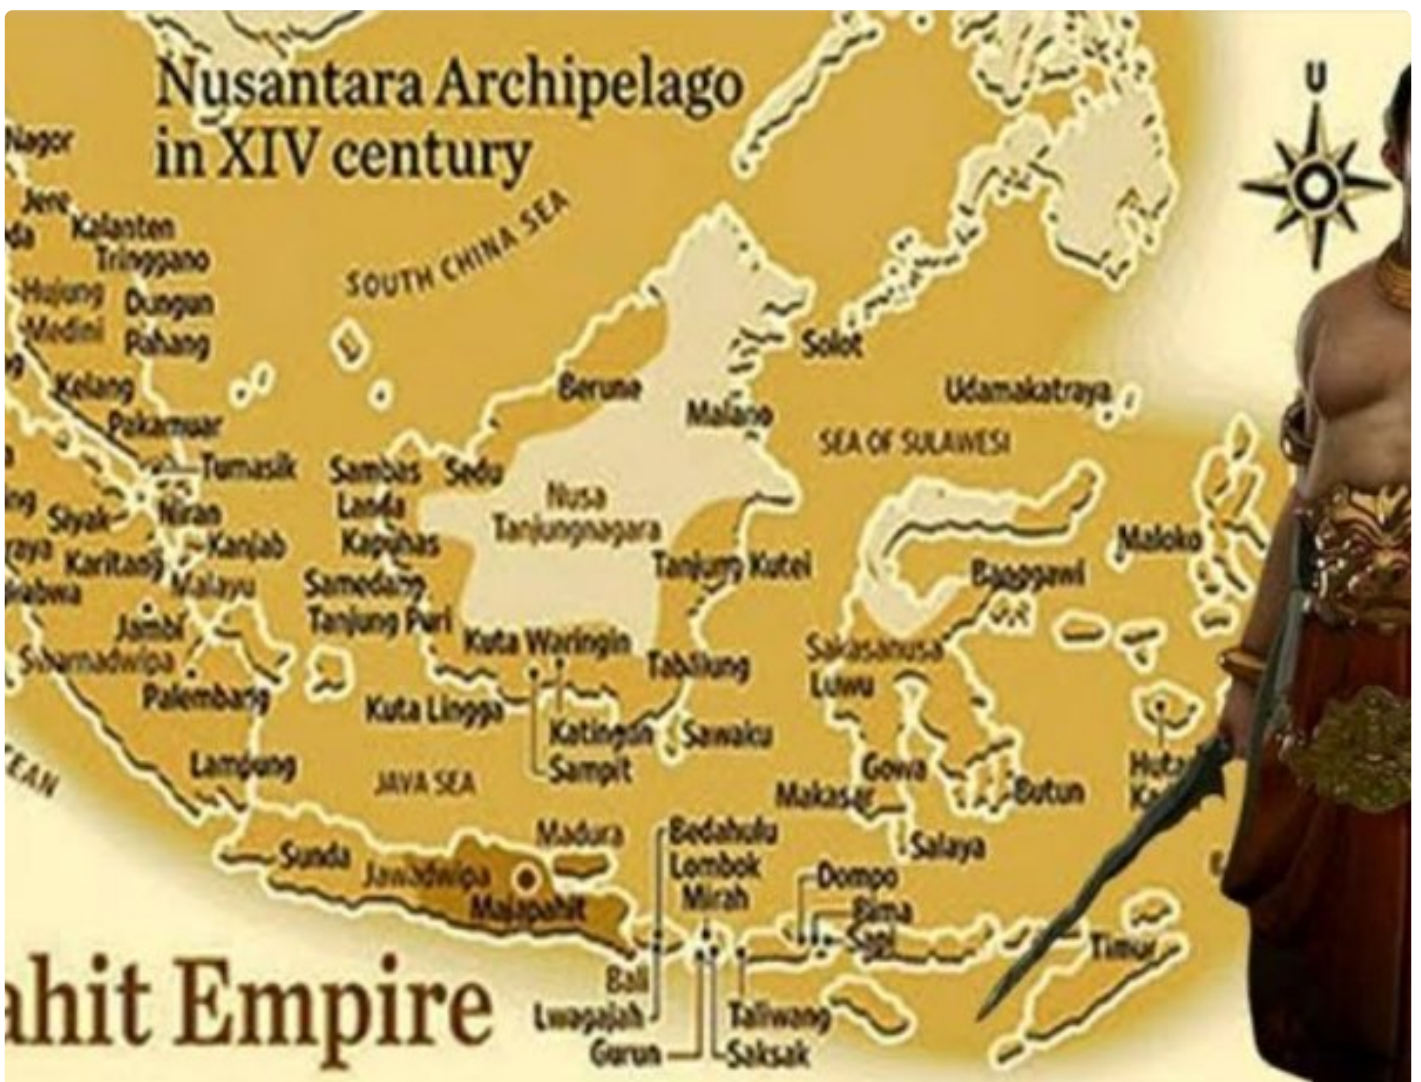 Nusantara Archipelago
in XIV century
U
Nagor
Jere
da
Kalanten
Tringgano
Hujung
Dungun
Medini
Pahang
SOUTH CHINA SEA
Kelang
Pakamuar
Tumasik
Siyak
Niran
Kanjab
Karitang
Malayu
Jambi
Swarnadwipa
Palembang
Lampung
Solot
Berune
Malano
Udamakatraya
SEA OF SULAWESI
Sambas
Sedu
Landa
Kapuhas
Nusa
Tanjungnagara
Samedang
Tanjung Puri
Tanjung Kutei
Kuta Waringin
Tabalung
Kuta Lingga
Katingan
Sampit
Sawaku
JAVA SEA
Maloko
Banggawi
Sakasanusa
Luwu
Gowa
Makasar
Butun
Salaya
Sunda
Jawadwipa
Majapahit
Madura
Bedahulu
Lombok
Mirah
Dompo
Bima
Timur
Bali
Lwagajah
Gurun
Taliwang
Saksak
ahit Empire